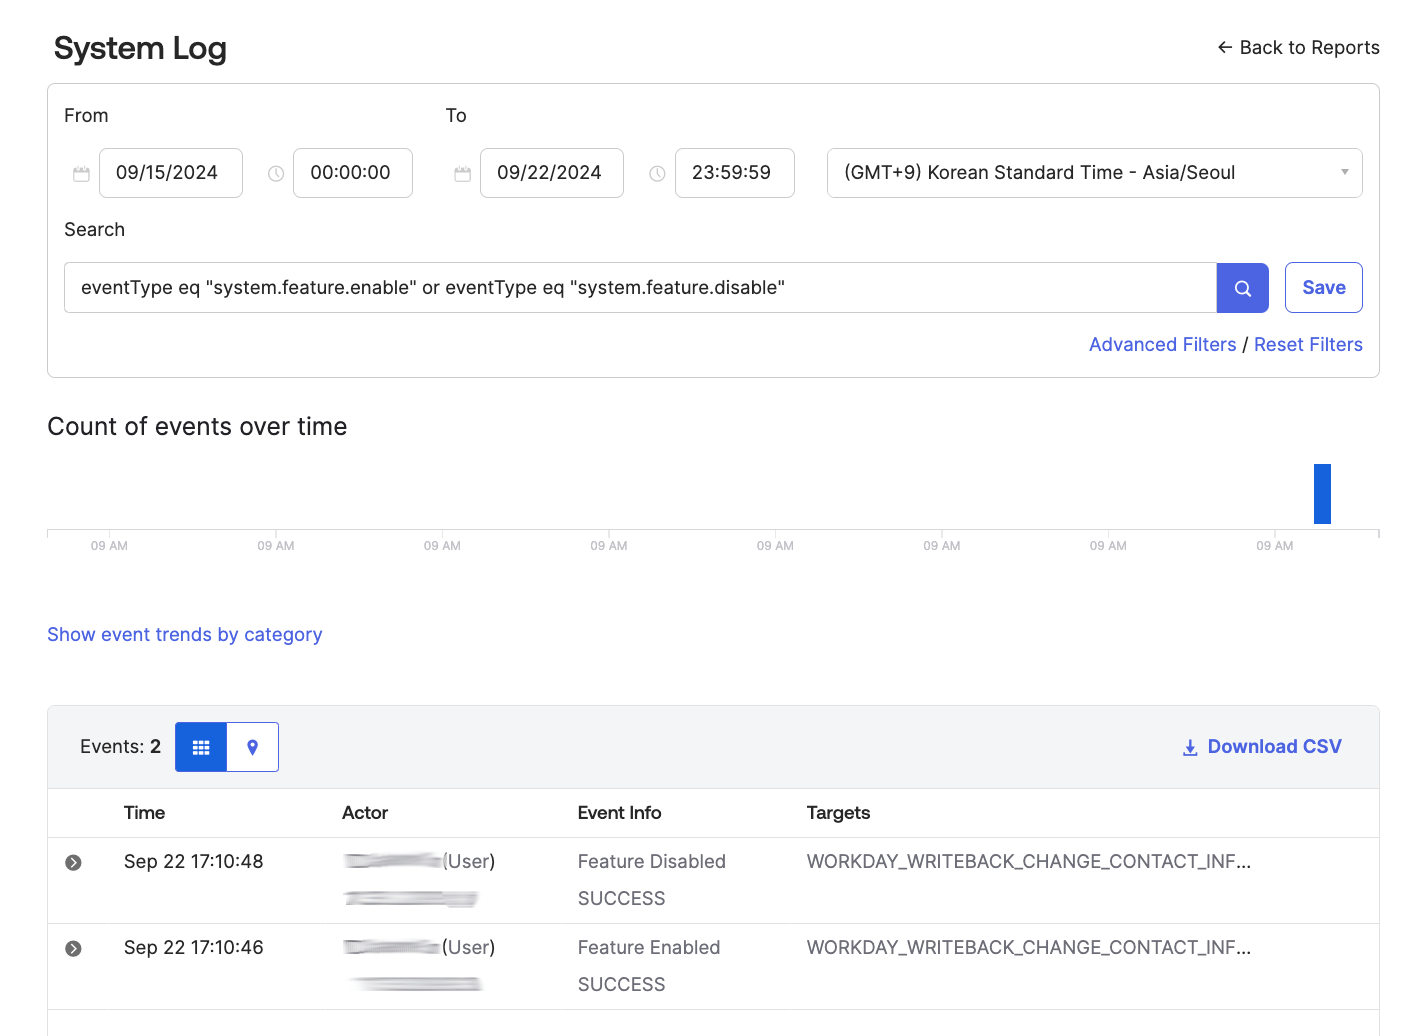 System Log
← Back to Reports
From
To
09/15/2024
00:00:00
09/22/2024
23:59:59
(GMT+9) Korean Standard Time - Asia/Seoul
Search
eventType eq "system.feature.enable" or eventType eq "system.feature.disable"
Save
Advanced Filters / Reset Filters
Count of events over time
09 AM 09 AM 09 AM 09 AM 09 AM 09 AM 09 AM 09 AM
Show event trends by category
Events: 2
Download CSV
Time Actor Event Info Targets
Sep 22 17:10:48 (User) Feature Disabled WORKDAY_WRITEBACK_CHANGE_CONTACT_INF...
SUCCESS
Sep 22 17:10:46 (User) Feature Enabled WORKDAY_WRITEBACK_CHANGE_CONTACT_INF...
SUCCESS